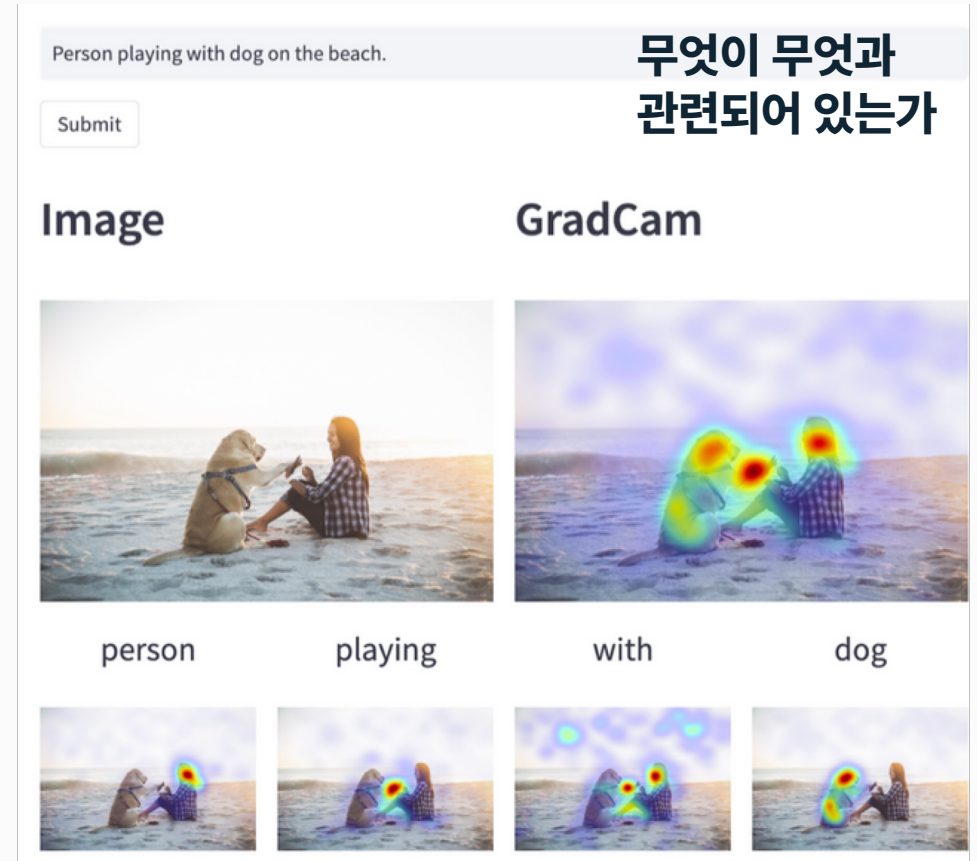 Person playing with dog on the beach.
무엇이 무엇과
관련되어 있는가
Submit
Image
GradCam
person
playing
with
dog